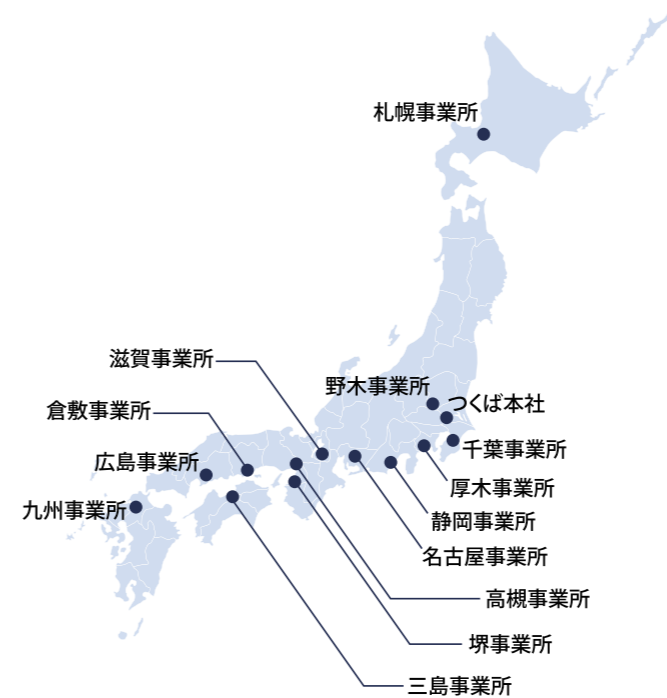 札幌事業所
滋賀事業所
野木事業所
つくば本社
倉敷事業所
千葉事業所
広島事業所
厚木事業所
九州事業所
静岡事業所
名古屋事業所
高槻事業所
堺事業所
三島事業所